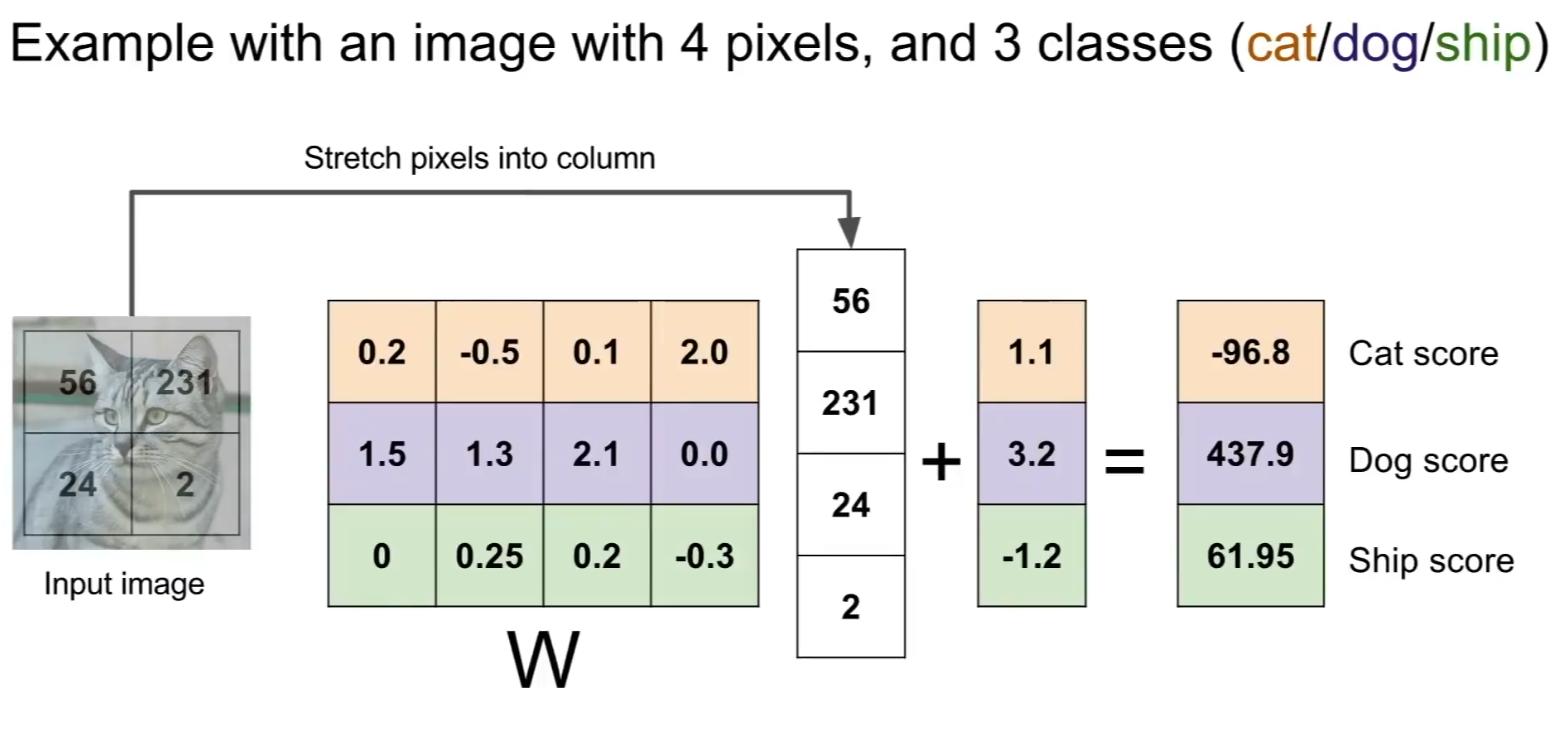 Example with an image with 4 pixels, and 3 classes (cat/dog/ship)
Stretch pixels into column
56 231
24 2
Input image
0.2 -0.5 0.1 2.0
1.5 1.3 2.1 0.0
0 0.25 0.2 -0.3
W
56
231
24
2
+
1.1
3.2
-1.2
=
-96.8 Cat score
437.9 Dog score
61.95 Ship score